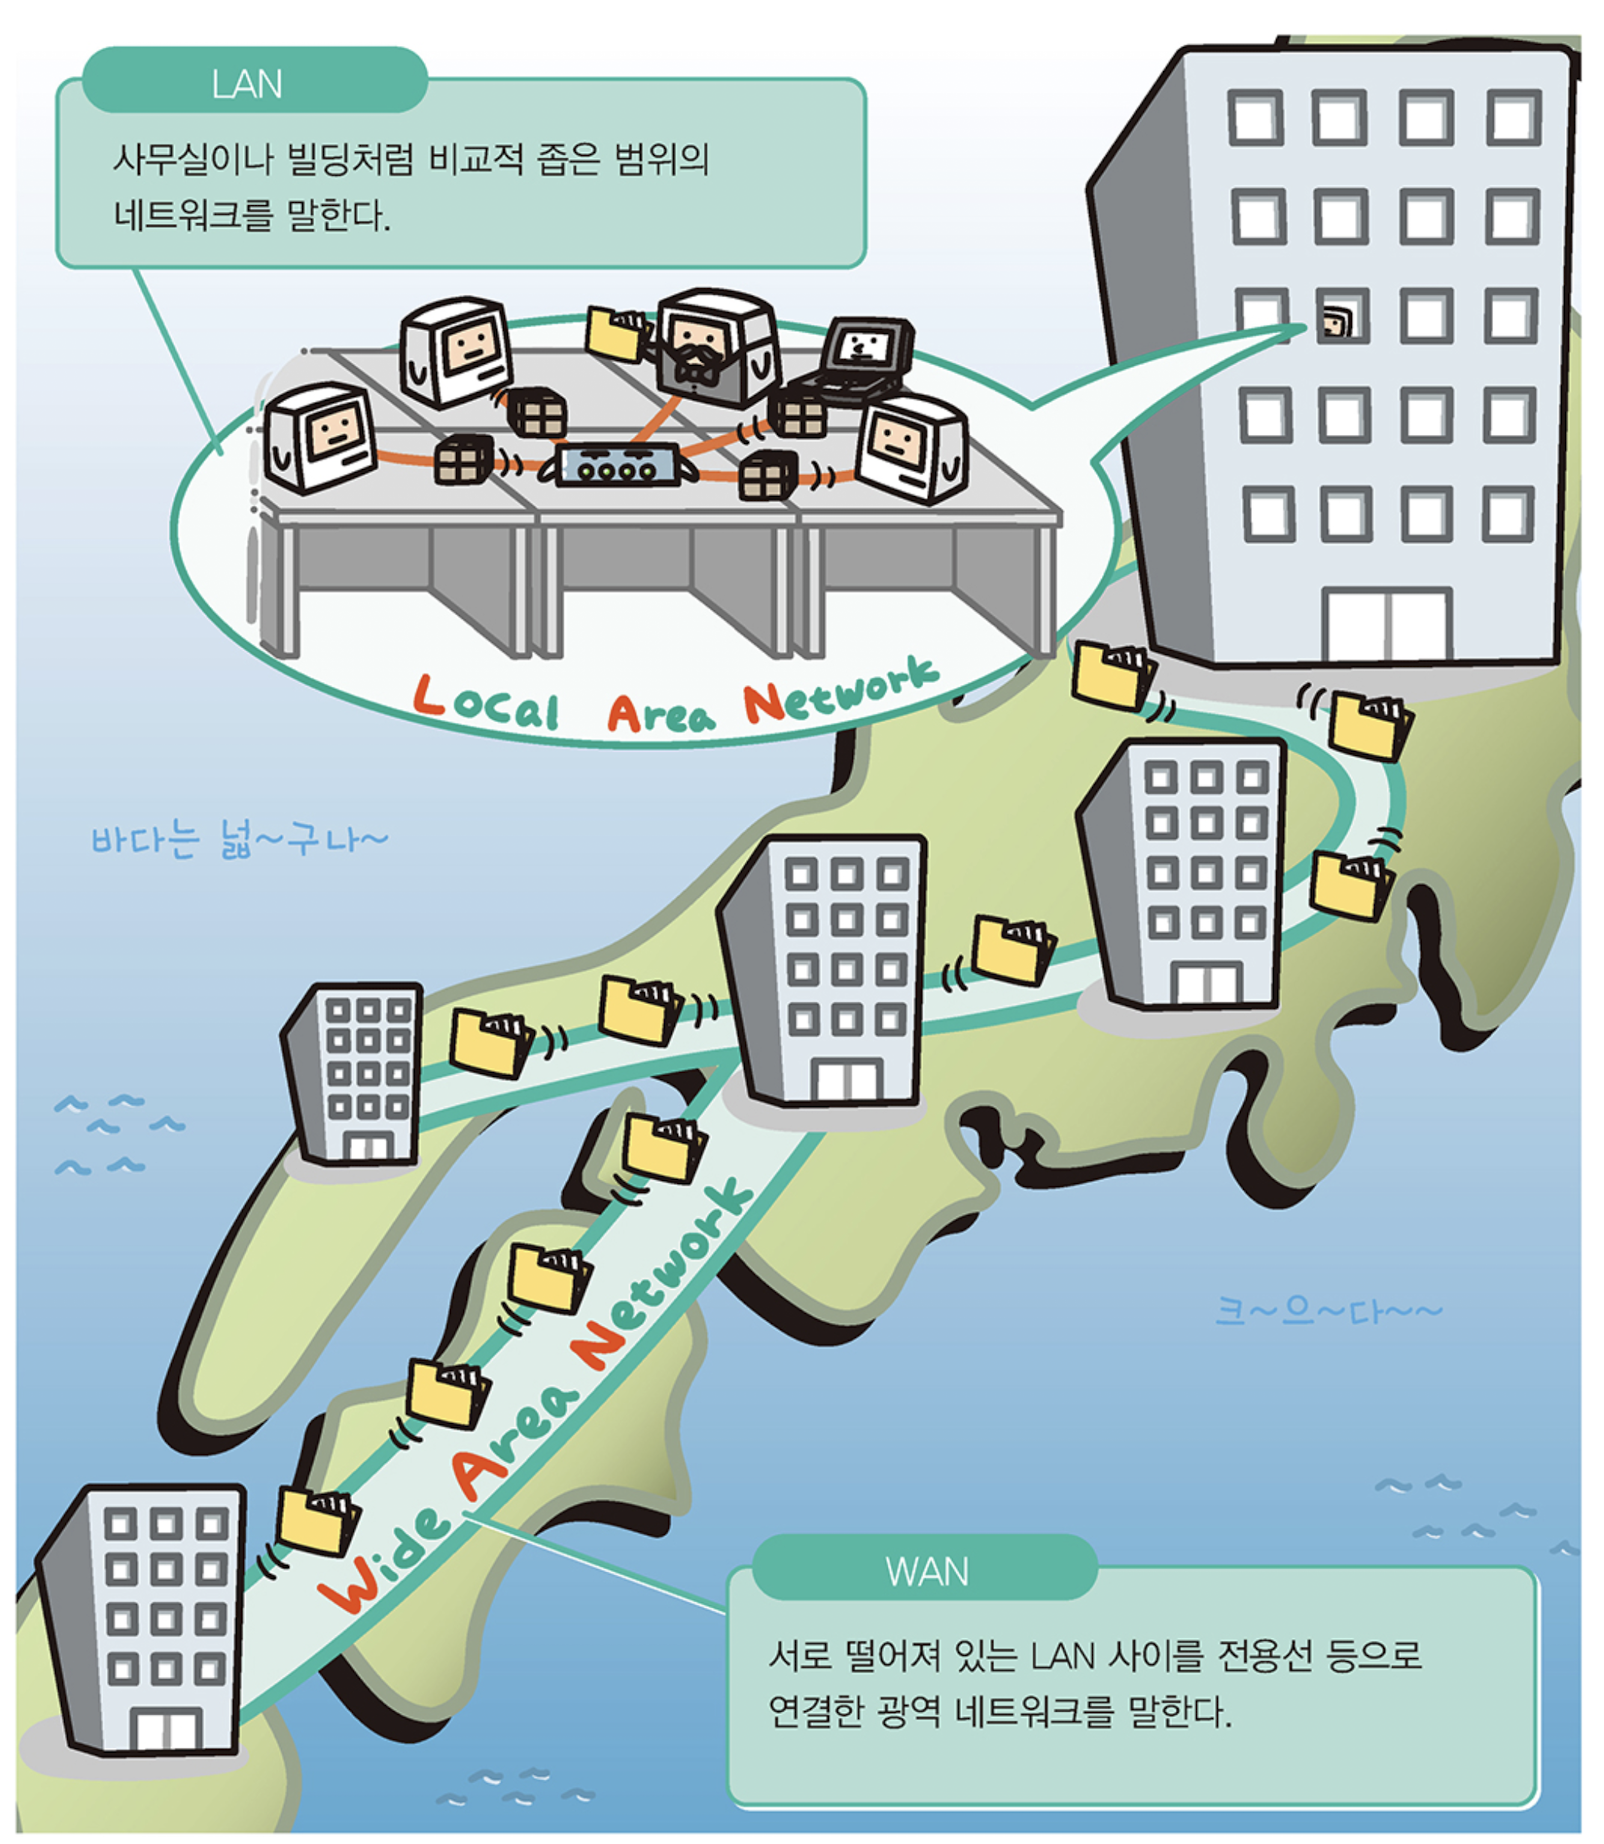 LAN
사무실이나 빌딩처럼 비교적 좁은 범위의
네트워크를 말한다.
Local Area Network
바다는 넓~구나~
Wide Area Network
크~으~다~~
WAN
서로 떨어져 있는 LAN 사이를 전용선 등으로
연결한 광역 네트워크를 말한다.